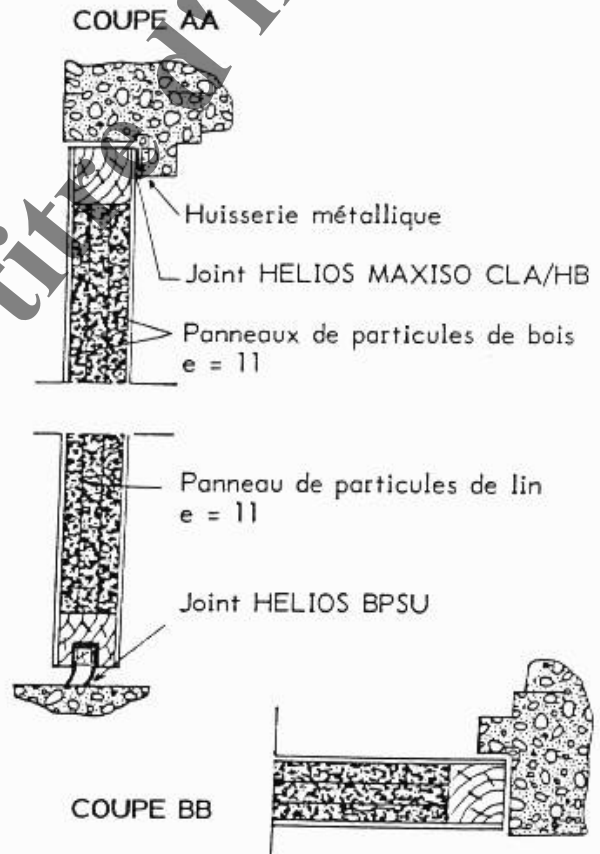 COUPE AA
titre d'i
Huisserie métallique
Joint HELIOS MAXISO CLA/HB
Panneaux de particules de bois
e = 11
Panneau de particules de lin
e = 11
Joint HELIOS BPSU
COUPE BB